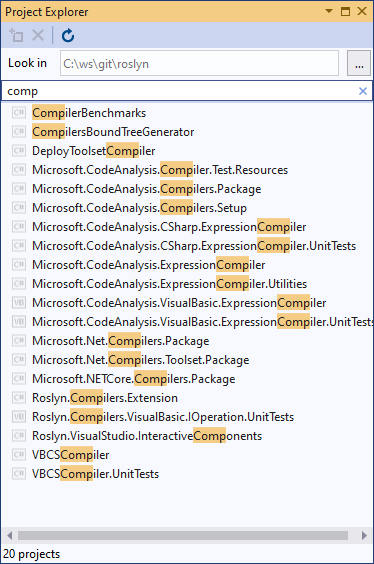 Project Explorer
Look in C:\ws\git\roslyn ...
comp
C# CompilerBenchmarks
C# CompilersBoundTreeGenerator
C# DeployToolsetCompiler
C# Microsoft.CodeAnalysis.Compiler.Test.Resources
C# Microsoft.CodeAnalysis.Compilers.Package
C# Microsoft.CodeAnalysis.Compilers.Setup
C# Microsoft.CodeAnalysis.CSharp.ExpressionCompiler
C# Microsoft.CodeAnalysis.CSharp.ExpressionCompiler.UnitTests
C# Microsoft.CodeAnalysis.ExpressionCompiler
C# Microsoft.CodeAnalysis.ExpressionCompiler.Utilities
VB Microsoft.CodeAnalysis.VisualBasic.ExpressionCompiler
VB Microsoft.CodeAnalysis.VisualBasic.ExpressionCompiler.UnitTests
C# Microsoft.Net.Compilers.Package
C# Microsoft.Net.Compilers.Toolset.Package
C# Microsoft.NETCore.Compilers.Package
C# Roslyn.Compilers.Extension
VB Roslyn.Compilers.VisualBasic.IOperation.UnitTests
C# Roslyn.VisualStudio.InteractiveComponents
C# VBCSCompiler
C# VBCSCompiler.UnitTests
20 projects